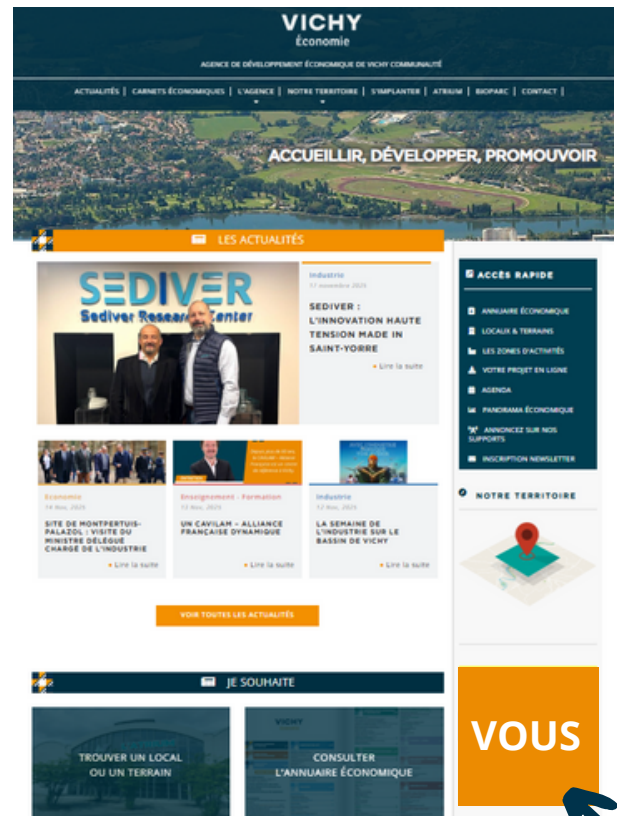 VICHY
Économie
AGENCE DE DÉVELOPPEMENT ÉCONOMIQUE DE VICHY COMMUNAUTÉ
ACTUALITÉS | CARNETS ÉCONOMIQUES | L'AGENCE | NOTRE TERRITOIRE | S'IMPLANTER | ATRIUM | BIOPARC | CONTACT |
ACCUEILLIR, DÉVELOPPER, PROMOUVOIR
LES ACTUALITÉS
SEDIVER
Sediver Research Center
Industrie
17 novembre 2025
SEDIVER :
L'INNOVATION HAUTE
TENSION MADE IN
SAINT-YORRE
Lire la suite
Economie
14 Nov, 2025
SITE DE MONTPERTUIS-
PALAZOL : VISITE DU
MINISTRE DÉLÉGUÉ
CHARGÉ DE L'INDUSTRIE
Lire la suite
Enseignement - Formation
12 Nov, 2025
UN CAVILAM – ALLIANCE
FRANÇAISE DYNAMIQUE
Lire la suite
Industrie
12 Nov, 2025
LA SEMAINE DE
L'INDUSTRIE SUR LE
BASSIN DE VICHY
Lire la suite
VOIR TOUTES LES ACTUALITÉS
ACCÈS RAPIDE
ANNUAIRE ÉCONOMIQUE
LOCAUX & TERRAINS
LES ZONES D'ACTIVITÉS
VOTRE PROJET EN LIGNE
AGENDA
PANORAMA ÉCONOMIQUE
ANNONCEZ SUR NOS
SUPPORTS
INSCRIPTION NEWSLETTER
NOTRE TERRITOIRE
JE SOUHAITE
TROUVER UN LOCAL
OU UN TERRAIN
VICHY
CONSULTER
L'ANNUAIRE ÉCONOMIQUE
VOUS